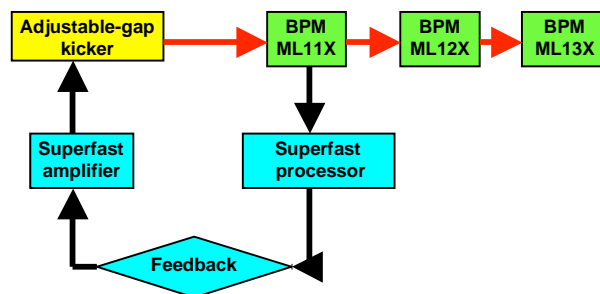 Adjustable-gap
kicker
BPM
ML11X
BPM
ML12X
BPM
ML13X
Superfast
amplifier
Superfast
processor
Feedback